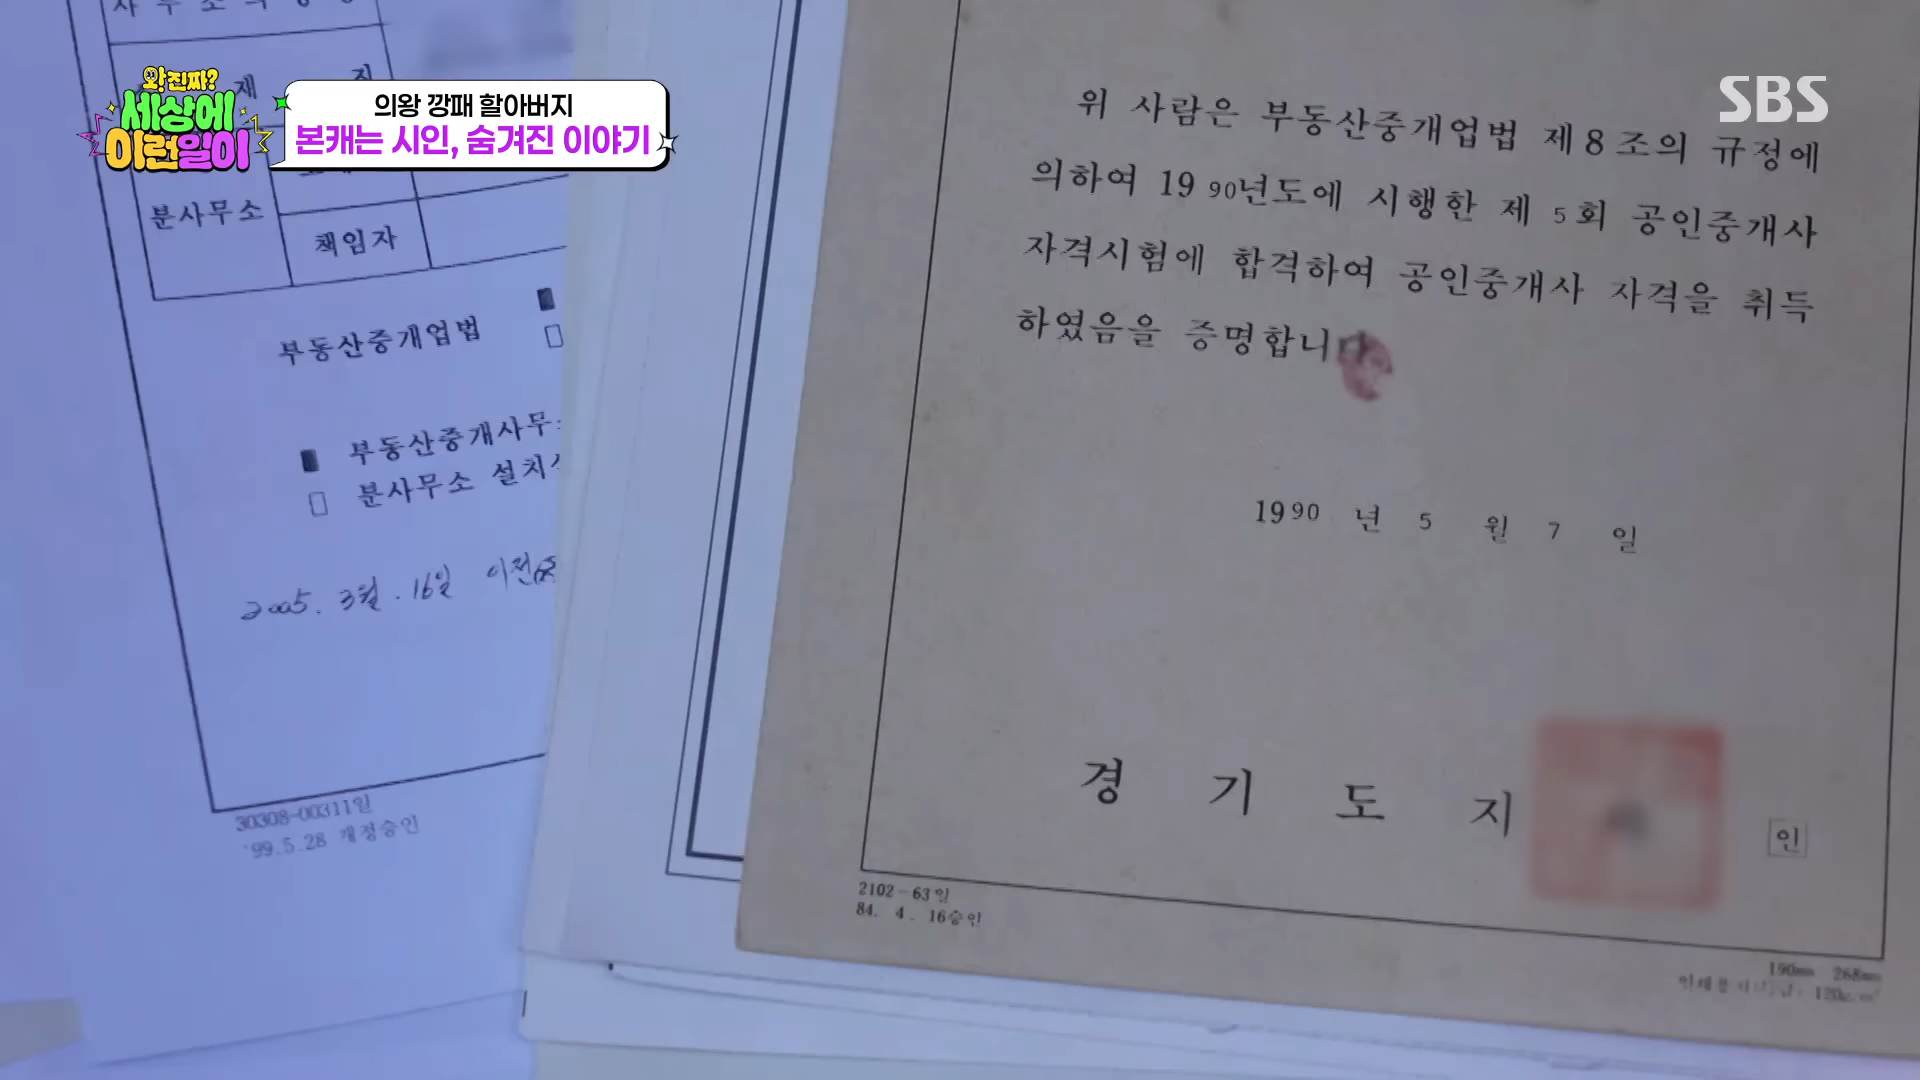 왕진짜?
세상에
이런일이
의왕 깡패 할아버지
본캐는 시인, 숨겨진 이야기
SBS
재 지
분사무소
책임자
부동산중개업법
부동산중개사무
분사무소 설치
2005. 3월. 16일 이전
30308-00311일
'99.5.28 개정승인
위 사람은 부동산중개업법 제8조의 규정에
의하여 1990년도에 시행한 제 5회 공인중개사
자격시험에 합격하여 공인중개사 자격을 취득
하였음을 증명합니다
1990 년 5 월 7 일
경 기 도 지
인
2102-63일
84. 4. 16승인
190mm 268mm